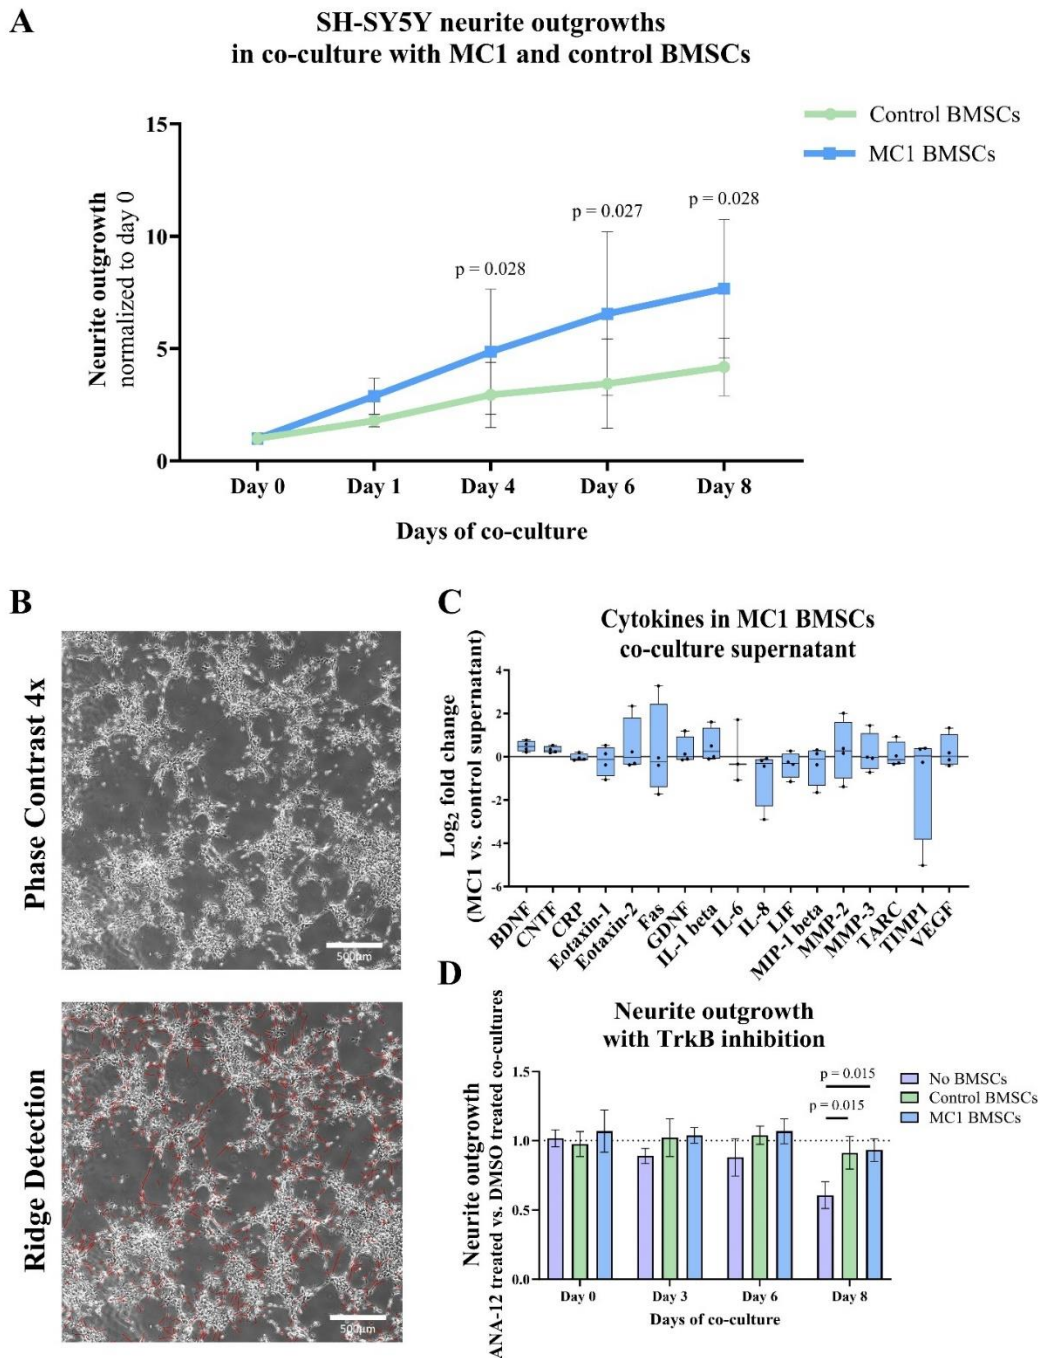 A
SH-SY5Y neurite outgrowths
in co-culture with MC1 and control BMSCs
Control BMSCs
MC1 BMSCs
Neurite outgrowth
normalized to day 0
15
10
5
0
p = 0.028
p = 0.027
p = 0.028
Day 0 Day 1 Day 4 Day 6 Day 8
Days of co-culture
B
Phase Contrast 4x
500µm
Ridge Detection
500µm
C
Cytokines in MC1 BMSCs
co-culture supernatant
Log2 fold change
(MC1 vs. control supernatant)
4
2
0
-2
-4
-6
BDNF
CNTF
CRP
Eotaxin-1
Eotaxin-2
Fas
GDNF
IL-1 beta
IL-6
IL-8
LIF
MIP-1 beta
MMP-2
MMP-3
TARC
TIMP1
VEGF
D
Neurite outgrowth
with TrkB inhibition
Neurite outgrowth
ANA-12 treated vs. DMSO treated co-cultures
1.5
1.0
0.5
0.0
p = 0.015
p = 0.015
No BMSCs
Control BMSCs
MC1 BMSCs
Day 0 Day 3 Day 6 Day 8
Days of co-culture